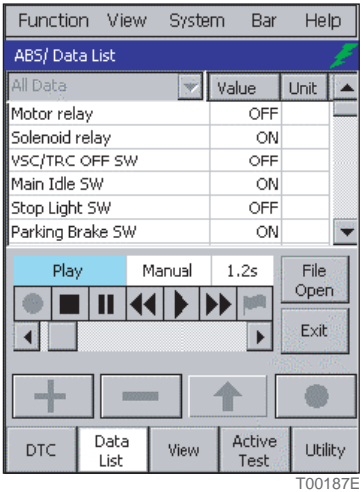 Function View System Bar Help
ABS/ Data List
All Data Value Unit
Motor relay OFF
Solenoid relay ON
VSC/TRC OFF SW OFF
Main Idle SW ON
Stop Light SW OFF
Parking Brake SW ON
Play Manual 1.2s File Open
Exit
DTC Data List View Active Test Utility
T00187E